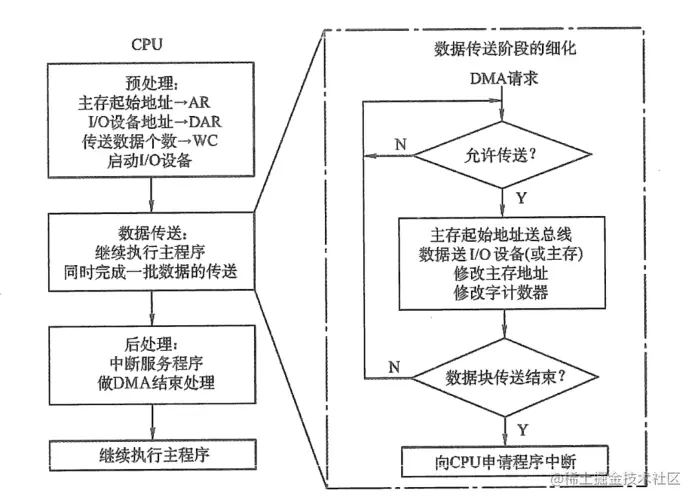 CPU
预处理:
主存起始地址→AR
I/O设备地址→DAR
传送数据个数→WC
启动I/O设备
数据传送:
继续执行主程序
同时完成一批数据的传送
后处理:
中断服务程序
做DMA结束处理
继续执行主程序
数据传送阶段的细化
DMA请求
允许传送?
N
Y
主存起始地址送总线
数据送I/O设备(或主存)
修改主存地址
修改字计数器
数据块传送结束?
N
Y
向CPU申请程序中断
@稀土掘金技术社区